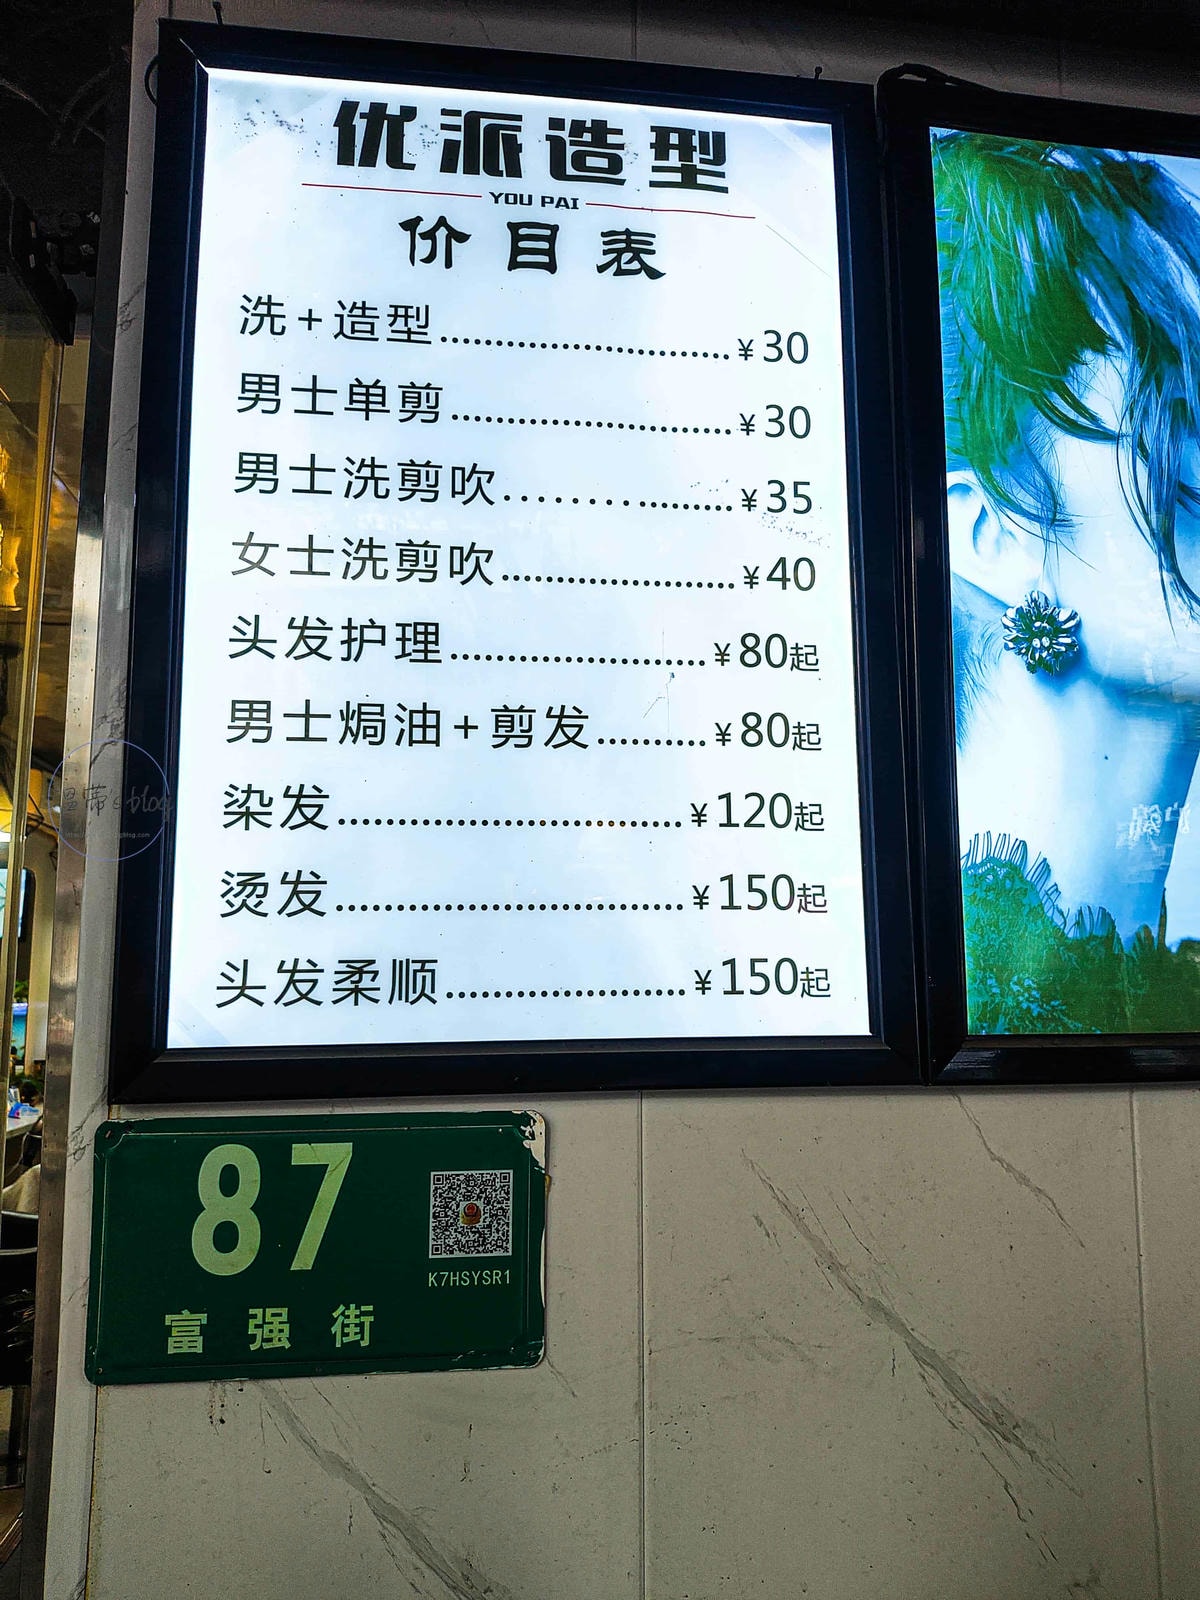 优派造型
YOU PAI
价目表
洗+造型............................¥30
男士单剪............................¥30
男士洗剪吹......................¥35
女士洗剪吹......................¥40
头发护理........................¥80起
男士焗油+剪发..........¥80起
染发................................¥120起
烫发................................¥150起
头发柔顺......................¥150起
87
K7HSYSR1
富强街